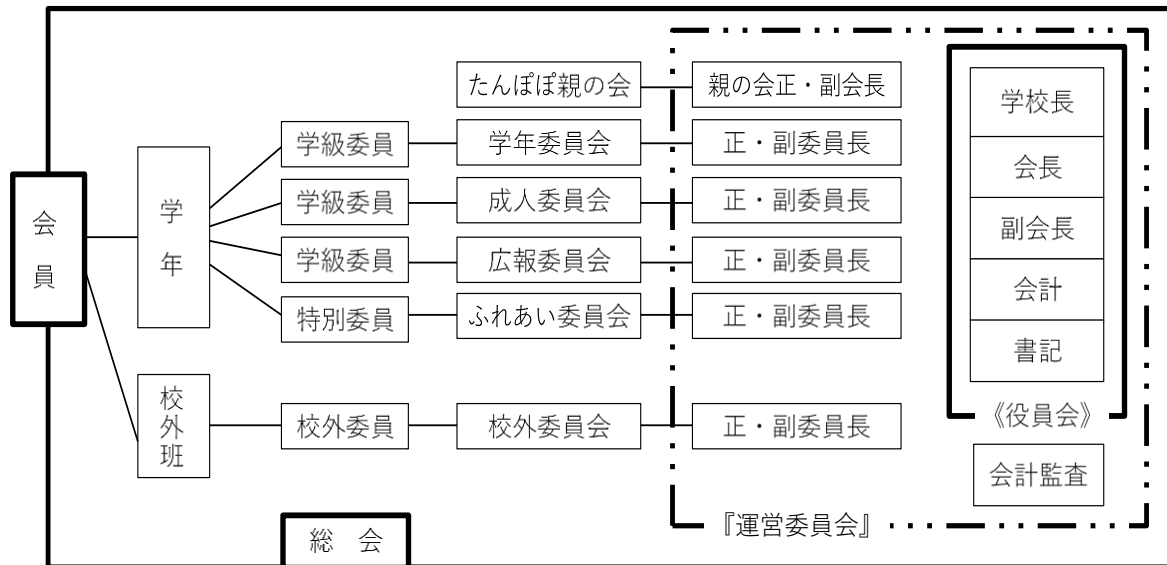 たんぽぽ親の会
親の会正・副会長
学級委員
学年委員会
正・副委員長
学級委員
成人委員会
正・副委員長
学級委員
広報委員会
正・副委員長
特別委員
ふれあい委員会
正・副委員長
会員
学年
校外班
校外委員
校外委員会
正・副委員長
学校長
会長
副会長
会計
書記
《役員会》
会計監査
『運営委員会』
総　会